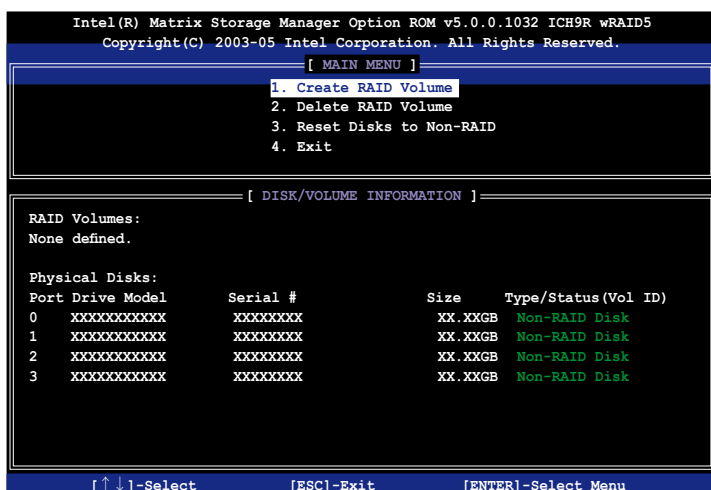 Intel(R) Matrix Storage Manager Option ROM v5.0.0.1032 ICH9R wRAID5
Copyright(C) 2003-05 Intel Corporation. All Rights Reserved.
[ MAIN MENU ]
1. Create RAID Volume
2. Delete RAID Volume
3. Reset Disks to Non-RAID
4. Exit
[ DISK/VOLUME INFORMATION ]
RAID Volumes:
None defined.
Physical Disks:
Port Drive Model Serial # Size Type/Status(Vol ID)
0 XXXXXXXXXXX XXXXXXXX XX.XXGB Non-RAID Disk
1 XXXXXXXXXXX XXXXXXXX XX.XXGB Non-RAID Disk
2 XXXXXXXXXXX XXXXXXXX XX.XXGB Non-RAID Disk
3 XXXXXXXXXXX XXXXXXXX XX.XXGB Non-RAID Disk
[↑↓]-Select [ESC]-Exit [ENTER]-Select Menu